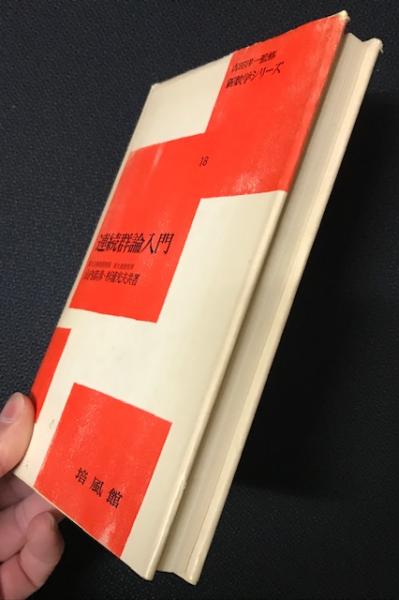 吉田洋一監修
新数学シリーズ
18
連続群論入門
山内恭彦・杉浦光夫共著
培風館